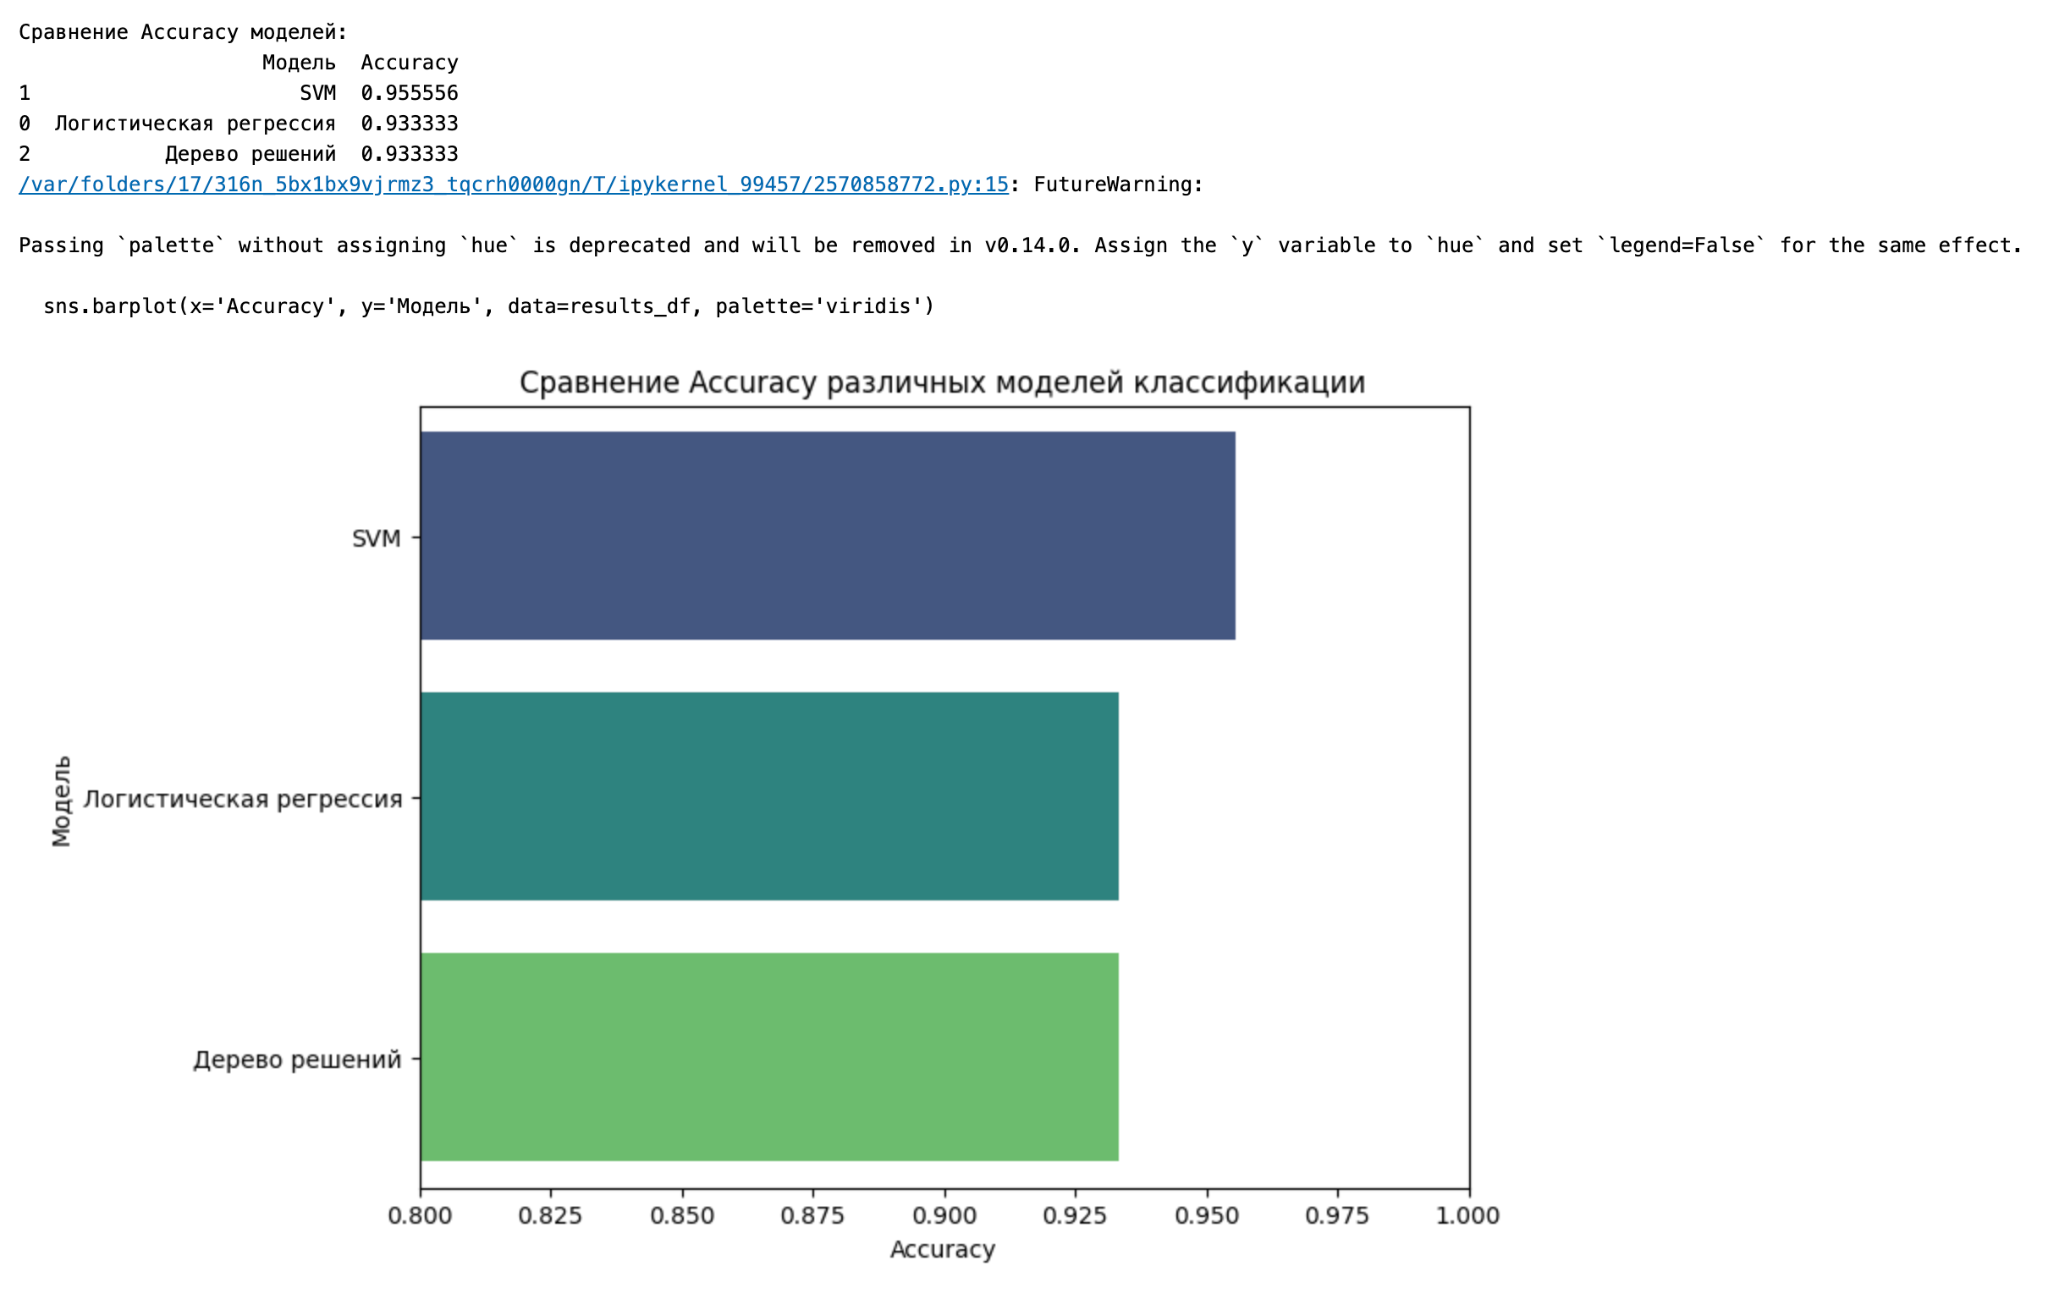 Сравнение Accuracy моделей:
Модель Accuracy
1 SVM 0.955556
0 Логистическая регрессия 0.933333
2 Дерево решений 0.933333
/var/folders/17/316n_5bx1bx9vjrmz3_tqcrh0000gn/T/ipykernel_99457/2570858772.py:15: FutureWarning:
Passing `palette` without assigning `hue` is deprecated and will be removed in v0.14.0. Assign the `y` variable to `hue` and set `legend=False` for the same effect.
sns.barplot(x='Accuracy', y='Модель', data=results_df, palette='viridis')
Сравнение Accuracy различных моделей классификации
SVM
Логистическая регрессия
Дерево решений
Модель
0.800 0.825 0.850 0.875 0.900 0.925 0.950 0.975 1.000
Accuracy